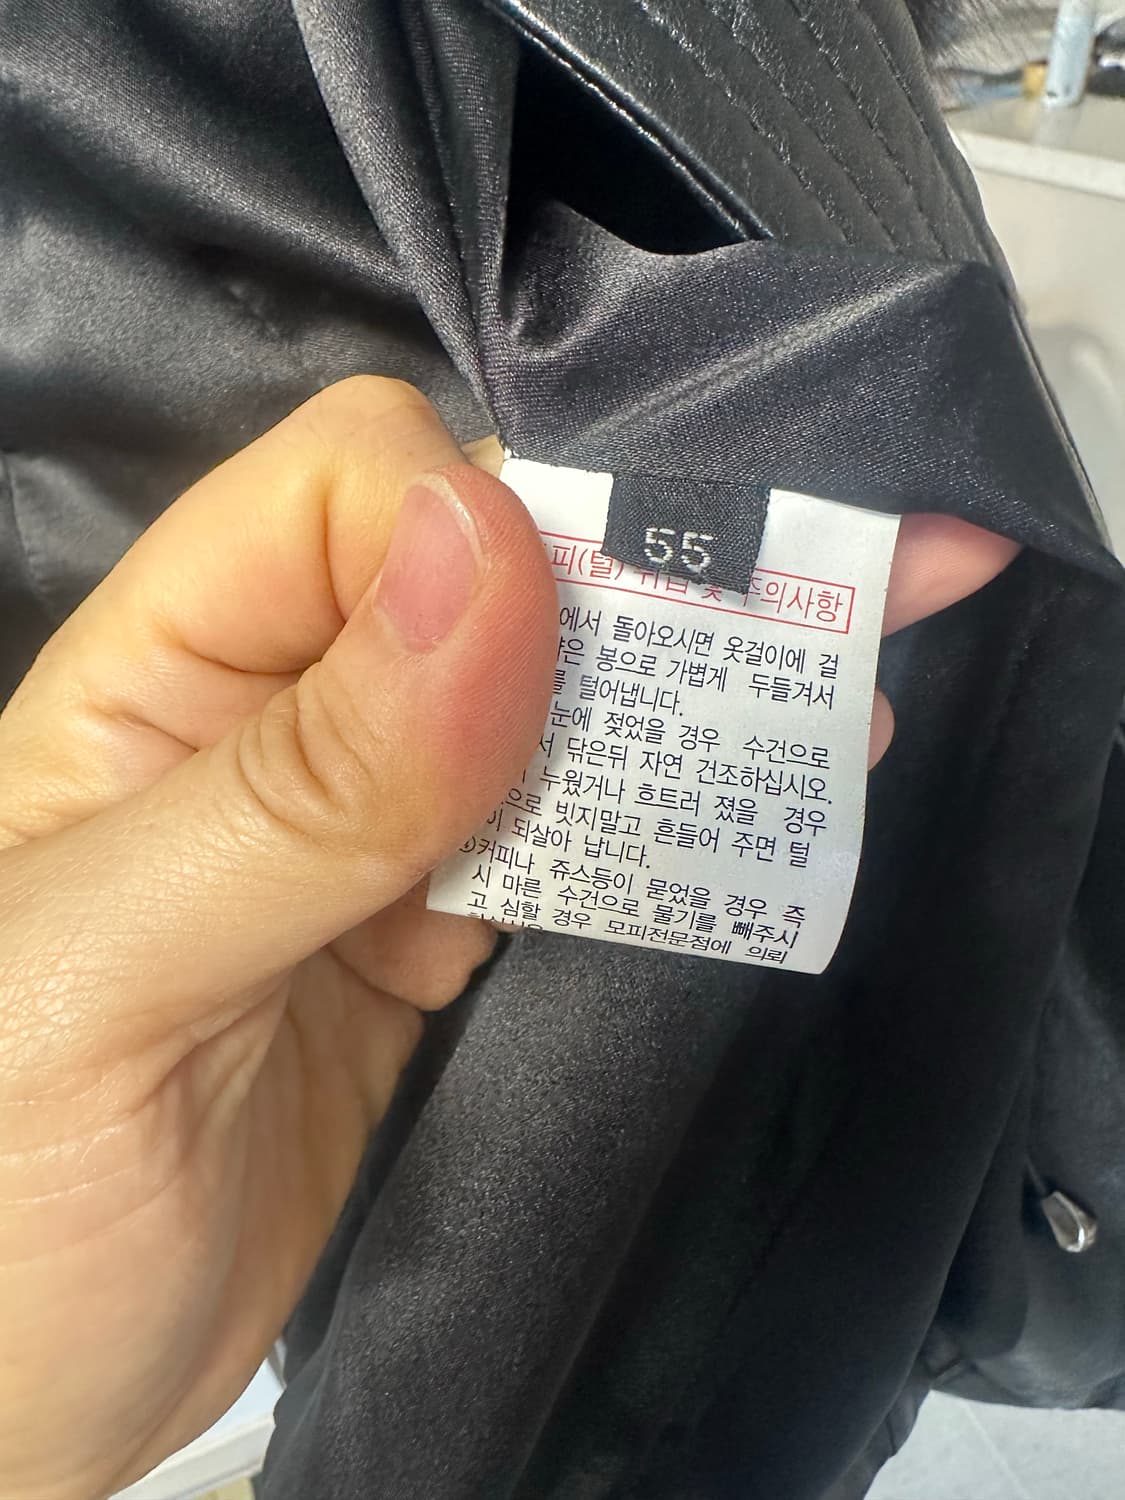 55
피(털) 취급 및 주의사항
에서 돌아오시면 옷걸이에 걸
은 봉으로 가볍게 두들겨서
를 털어냅니다.
눈에 젖었을 경우 수건으로
서 닦은뒤 자연 건조하십시오.
누웠거나 흐트러 졌을 경우
으로 빗지말고 흔들어 주면 털
이 되살아 납니다.
커피나 쥬스등이 묻었을 경우 즉
시 마른 수건으로 물기를 빼주시
고 심할 경우 모피전문점에 의뢰